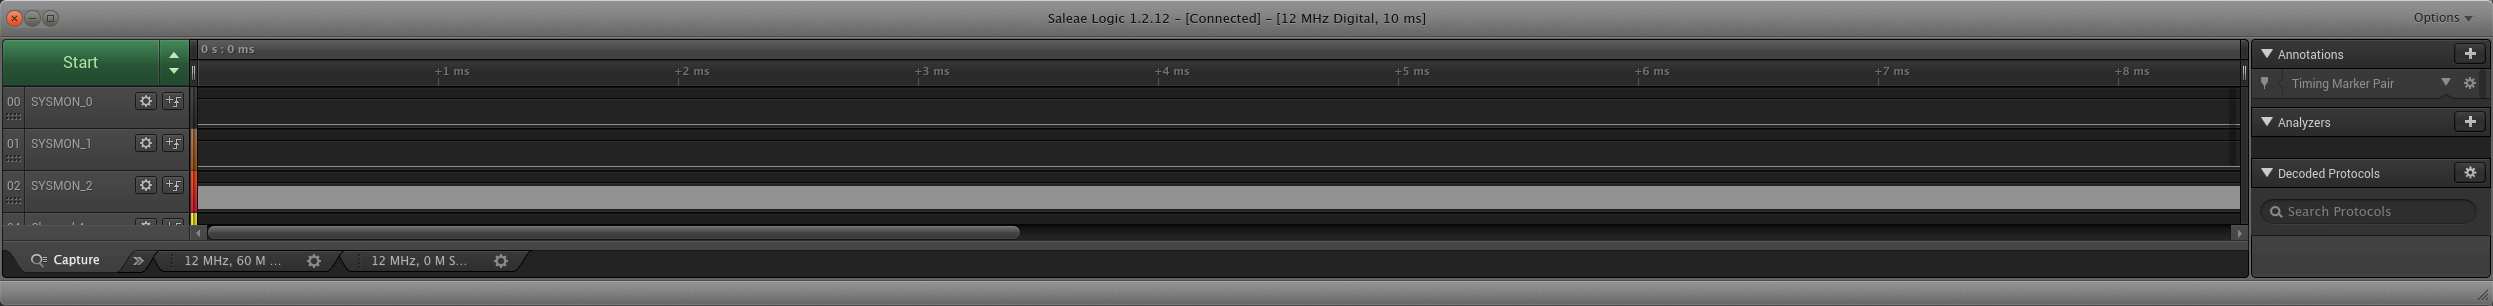 Saleae Logic 1.2.12 – [Connected] – [12 MHz Digital, 10 ms]
Options
Start
0 s : 0 ms
+1 ms +2 ms +3 ms +4 ms +5 ms +6 ms +7 ms +8 ms
00 SYSMON_0
01 SYSMON_1
02 SYSMON_2
Annotations
Timing Marker Pair
Analyzers
Decoded Protocols
Search Protocols
Capture
12 MHz, 60 M ...
12 MHz, 0 M S...